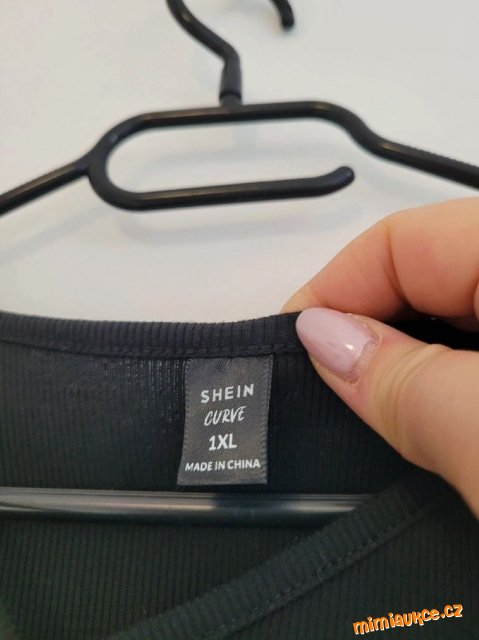 SHEIN
CURVE
1XL
MADE IN CHINA
mimiaukce.cz